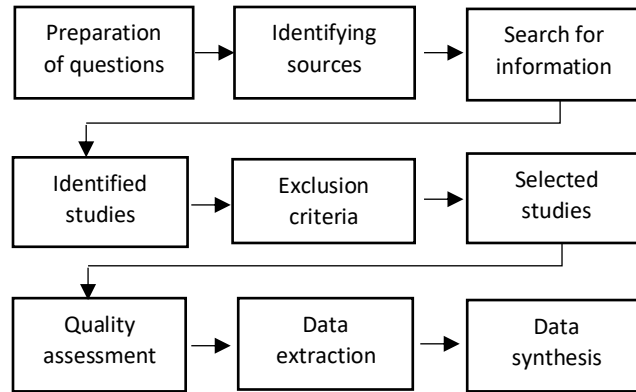 Preparation
of questions
Identifying
sources
Search for
information
Identified
studies
Exclusion
criteria
Selected
studies
Quality
assessment
Data
extraction
Data
synthesis